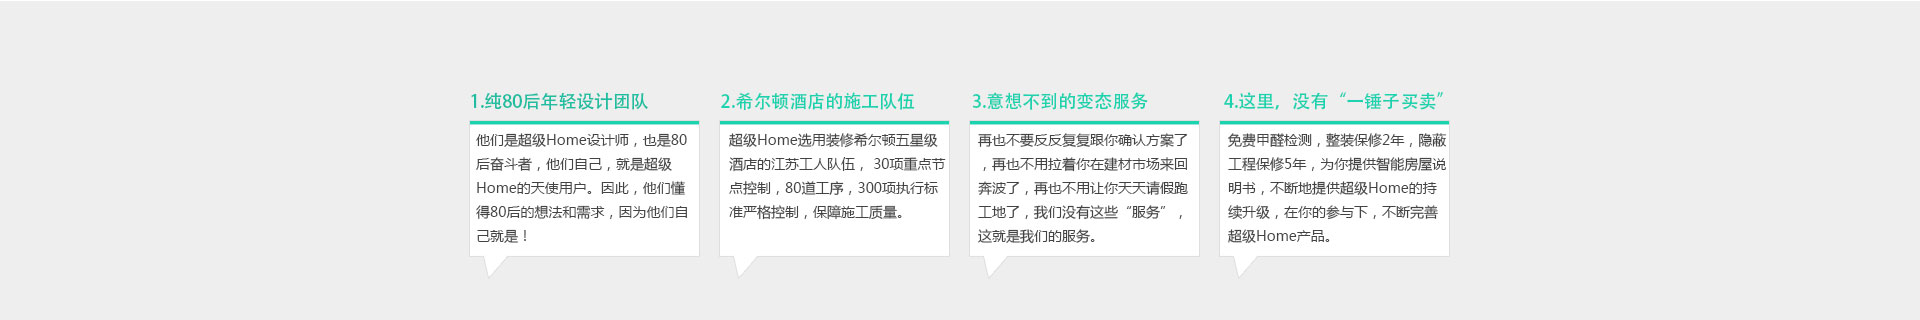 1.纯80后年轻设计团队
他们是超级Home设计师，也是80
后奋斗者，他们自己，就是超级
Home的天使用户。因此，他们懂
得80后的想法和需求，因为他们自
己就是！
2.希尔顿酒店的施工队伍
超级Home选用装修希尔顿五星级
酒店的江苏工人队伍， 30项重点节
点控制，80道工序，300项执行标
准严格控制，保障施工质量。
3.意想不到的变态服务
再也不要反反复复跟你确认方案了
，再也不用拉着你在建材市场来回
奔波了，再也不用让你天天请假跑
工地了，我们没有这些“服务”，
这就是我们的服务。
4.这里，没有“一锤子买卖”
免费甲醛检测，整装保修2年，隐蔽
工程保修5年，为你提供智能房屋说
明书，不断地提供超级Home的持
续升级，在你的参与下，不断完善
超级Home产品。